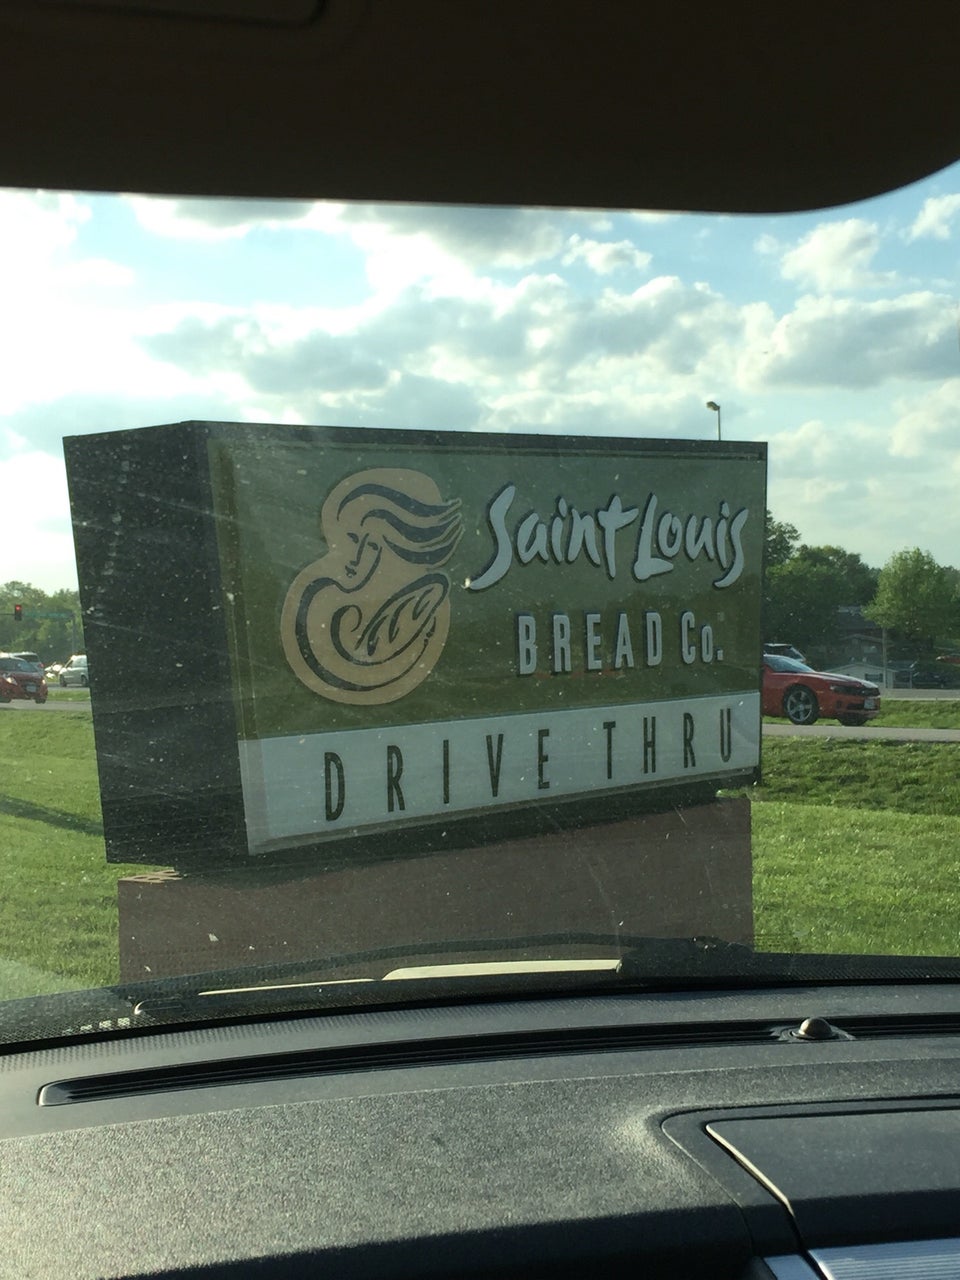 Saint Louis
BREAD Co.
DRIVE THRU